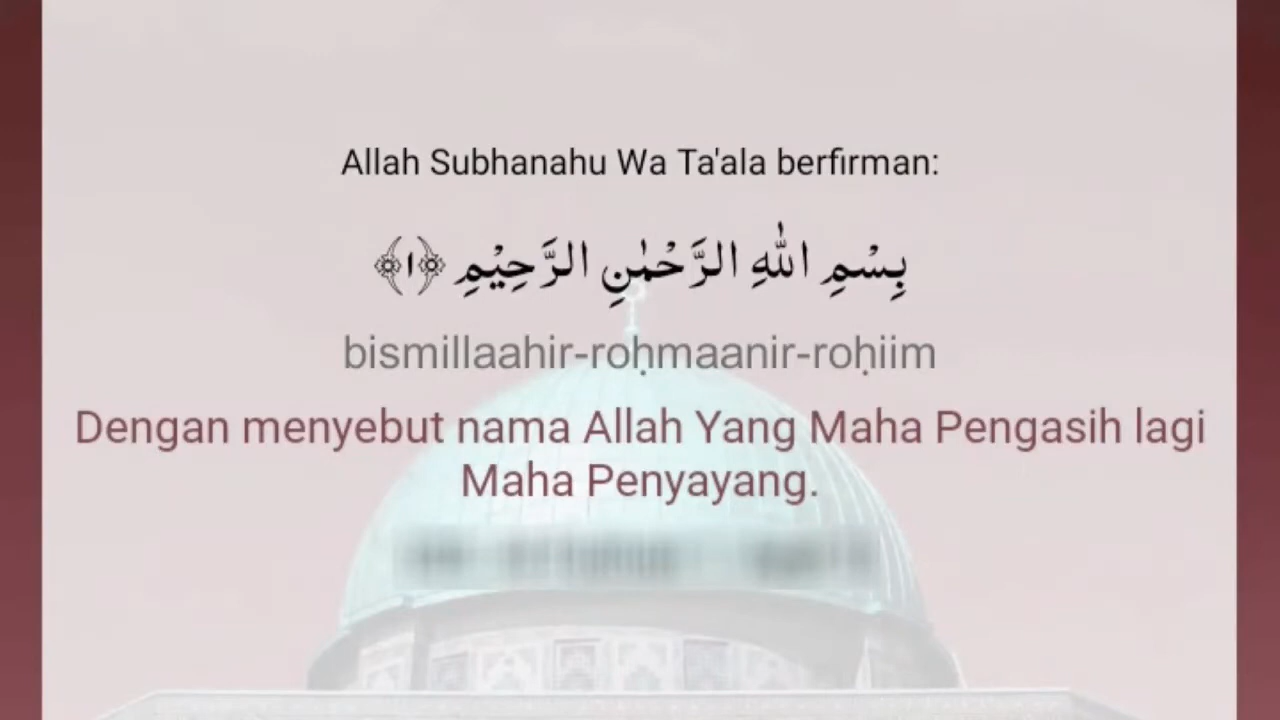 Allah Subhanahu Wa Ta'ala berfirman:
بِسْمِ اللّٰهِ الرَّحْمٰنِ الرَّحِيْمِ ﴿١﴾
bismillaahir-roḥmaanir-roḥiim
Dengan menyebut nama Allah Yang Maha Pengasih lagi
Maha Penyayang.